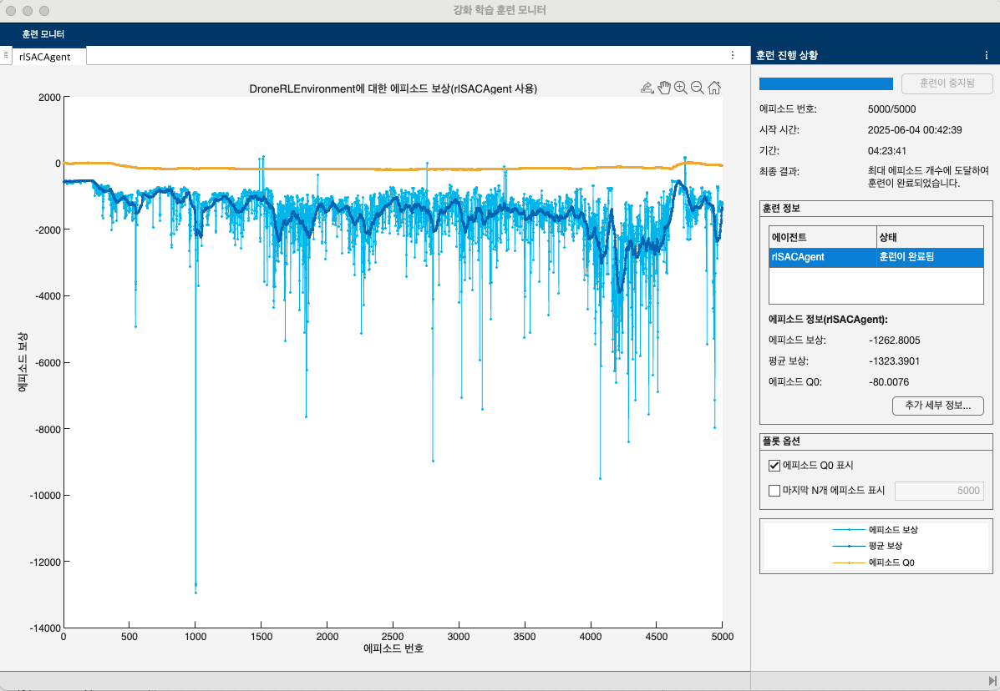 강화 학습 훈련 모니터
훈련 모니터
rlSACAgent
DroneRLEnvironment에 대한 에피소드 보상(rlSACAgent 사용)
2000
0
-2000
-4000
-6000
-8000
-10000
-12000
-14000
에피소드 보상
0 500 1000 1500 2000 2500 3000 3500 4000 4500 5000
에피소드 번호
훈련 진행 상황
훈련이 중지됨
에피소드 번호: 5000/5000
시작 시간: 2025-06-04 00:42:39
기간: 04:23:41
최종 결과: 최대 에피소드 개수에 도달하여
훈련이 완료되었습니다.
훈련 정보
에이전트 상태
rlSACAgent 훈련이 완료됨
에피소드 정보(rlSACAgent):
에피소드 보상: -1262.8005
평균 보상: -1323.3901
에피소드 Q0: -80.0076
추가 세부 정보...
플롯 옵션
에피소드 Q0 표시
마지막 N개 에피소드 표시 5000
에피소드 보상
평균 보상
에피소드 Q0